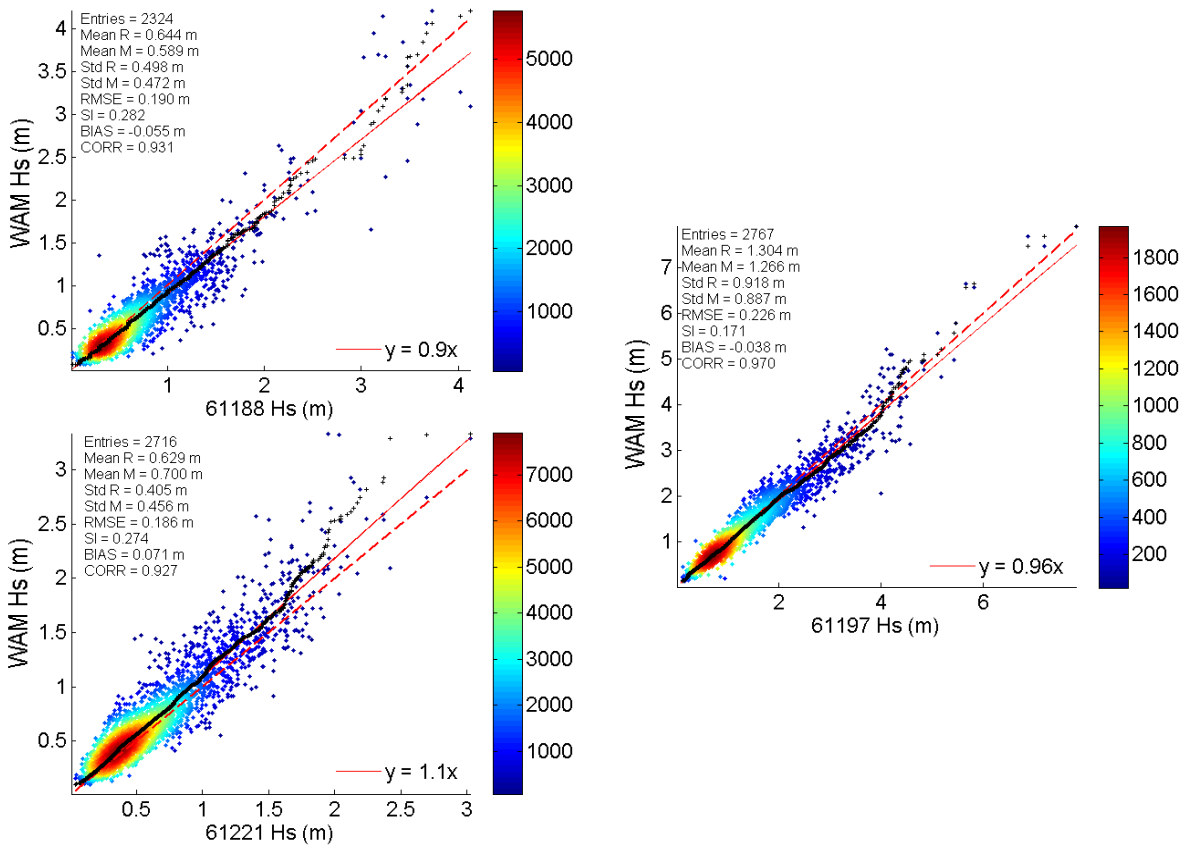 Entries = 2324
Mean R = 0.644 m
Mean M = 0.589 m
Std R = 0.498 m
Std M = 0.472 m
RMSE = 0.190 m
SI = 0.282
BIAS = -0.055 m
CORR = 0.931
4
3.5
3
2.5
2
1.5
1
0.5
WAM Hs (m)
y = 0.9x
1 2 3 4
61188 Hs (m)
5000
4000
3000
2000
1000
Entries = 2716
Mean R = 0.629 m
Mean M = 0.700 m
Std R = 0.405 m
Std M = 0.456 m
RMSE = 0.186 m
SI = 0.274
BIAS = 0.071 m
CORR = 0.927
3
2.5
2
1.5
1
0.5
WAM Hs (m)
y = 1.1x
0.5 1 1.5 2 2.5 3
61221 Hs (m)
7000
6000
5000
4000
3000
2000
1000
Entries = 2767
Mean R = 1.304 m
Mean M = 1.266 m
Std R = 0.918 m
Std M = 0.887 m
RMSE = 0.226 m
SI = 0.171
BIAS = -0.038 m
CORR = 0.970
7
6
5
4
3
2
1
WAM Hs (m)
y = 0.96x
2 4 6
61197 Hs (m)
1800
1600
1400
1200
1000
800
600
400
200